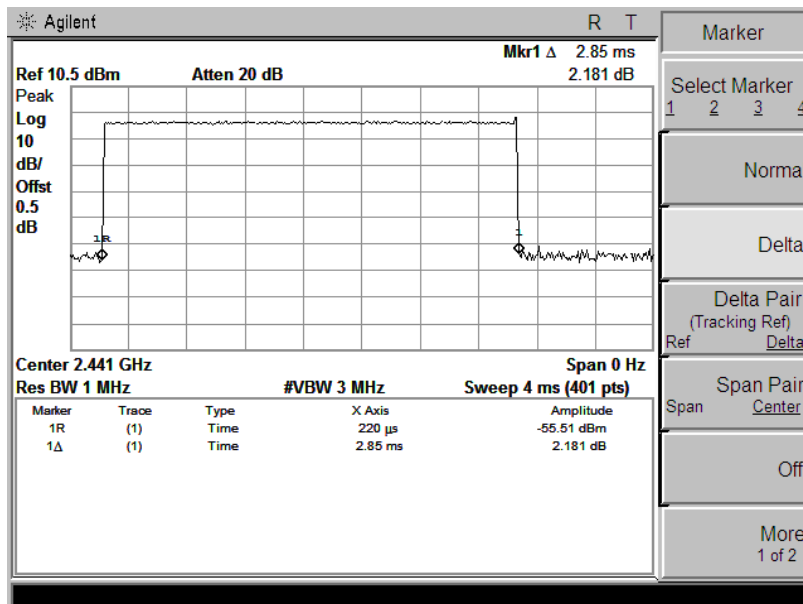 Agilent R T
Mkr1 Δ 2.85 ms
Ref 10.5 dBm Atten 20 dB 2.181 dB
Peak
Log
10
dB/
Offst
0.5
dB
1R
1
Center 2.441 GHz Span 0 Hz
Res BW 1 MHz #VBW 3 MHz Sweep 4 ms (401 pts)
Marker Trace Type X Axis Amplitude
1R (1) Time 220 µs -55.51 dBm
1Δ (1) Time 2.85 ms 2.181 dB
Marker
Select Marker
1 2 3 4
Norma
Delta
Delta Pair
(Tracking Ref)
Ref Delta
Span Pair
Span Center
Off
More
1 of 2